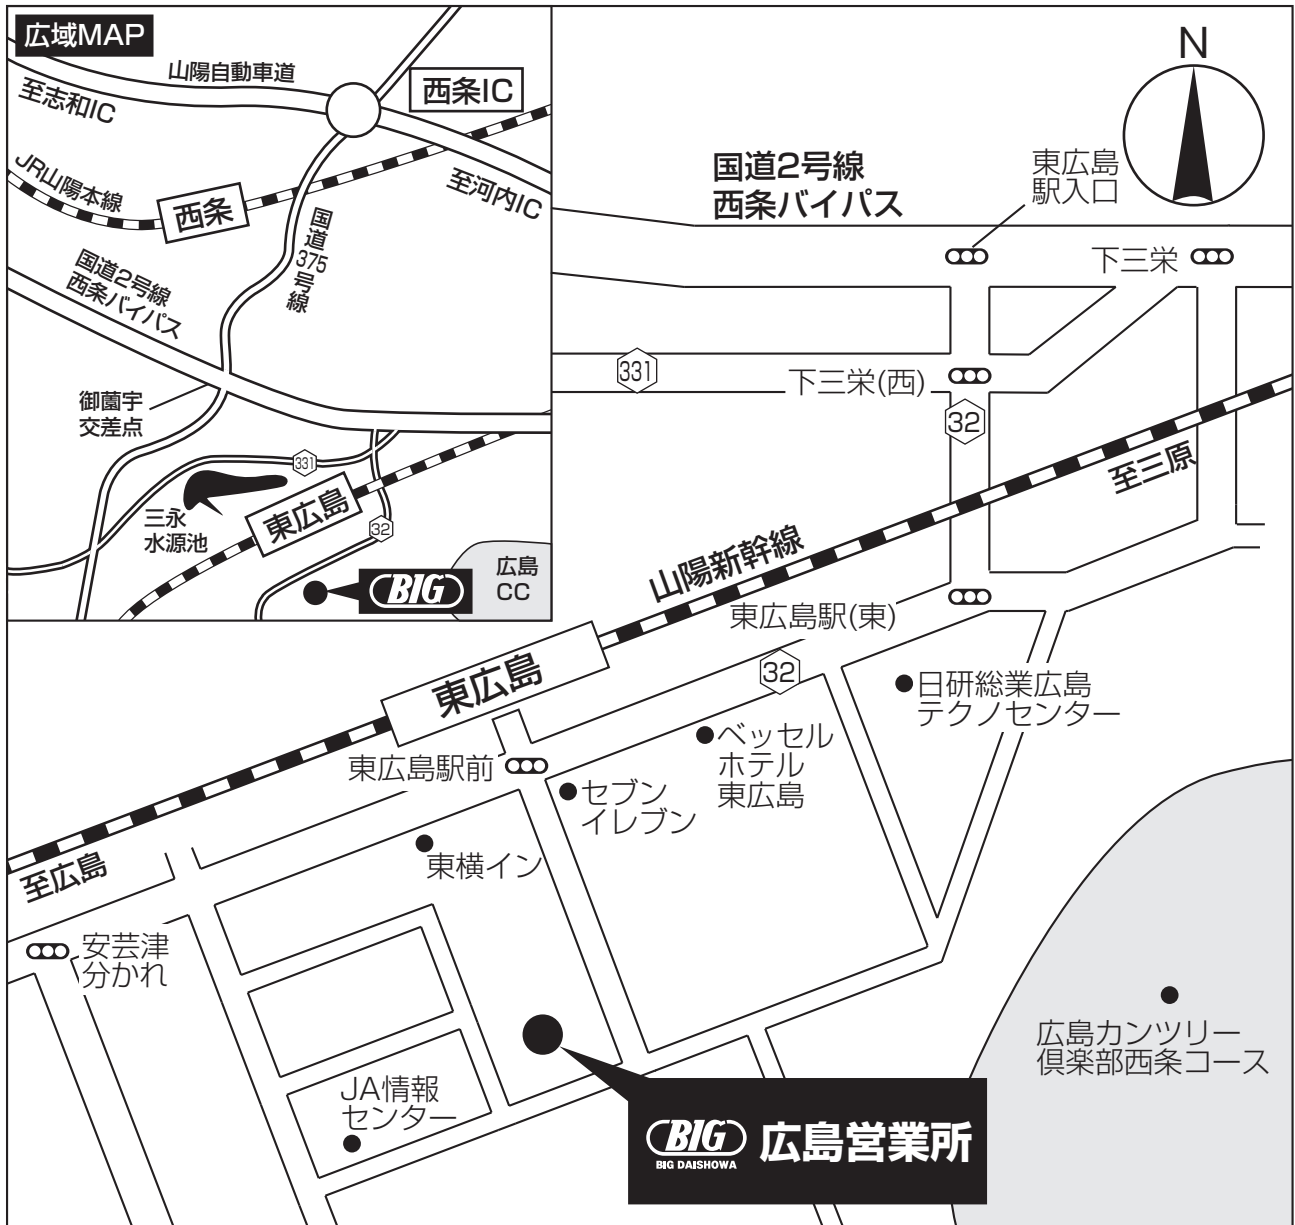 広域MAP
山陽自動車道
西条IC
至志和IC
JR山陽本線
西条
至河内IC
国道375号線
国道2号線
西条バイパス
御薗宇
交差点
331
三永
水源池
東広島
32
BIG
広島
CC
N
国道2号線
西条バイパス
東広島
駅入口
下三栄
331
下三栄(西)
32
至三原
山陽新幹線
東広島駅(東)
東広島
32
日研総業広島
テクノセンター
ベッセル
ホテル
東広島
東広島駅前
セブン
イレブン
東横イン
至広島
安芸津
分かれ
広島カンツリー
倶楽部西条コース
JA情報
センター
BIG
BIG DAISHOWA
広島営業所